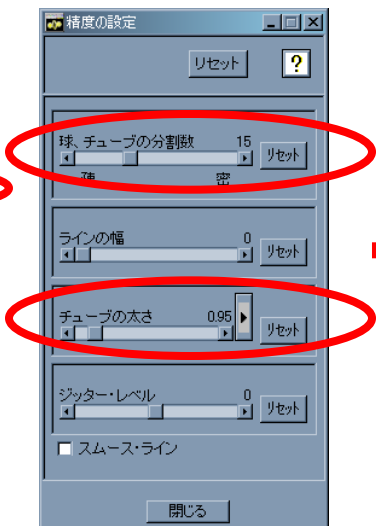 精度の設定
リセット ?
球、チューブの分割数 15
リセット
疎 密
ラインの幅 0
リセット
チューブの太さ 0.95
リセット
ジッター・レベル 0
リセット
スムース・ライン
閉じる